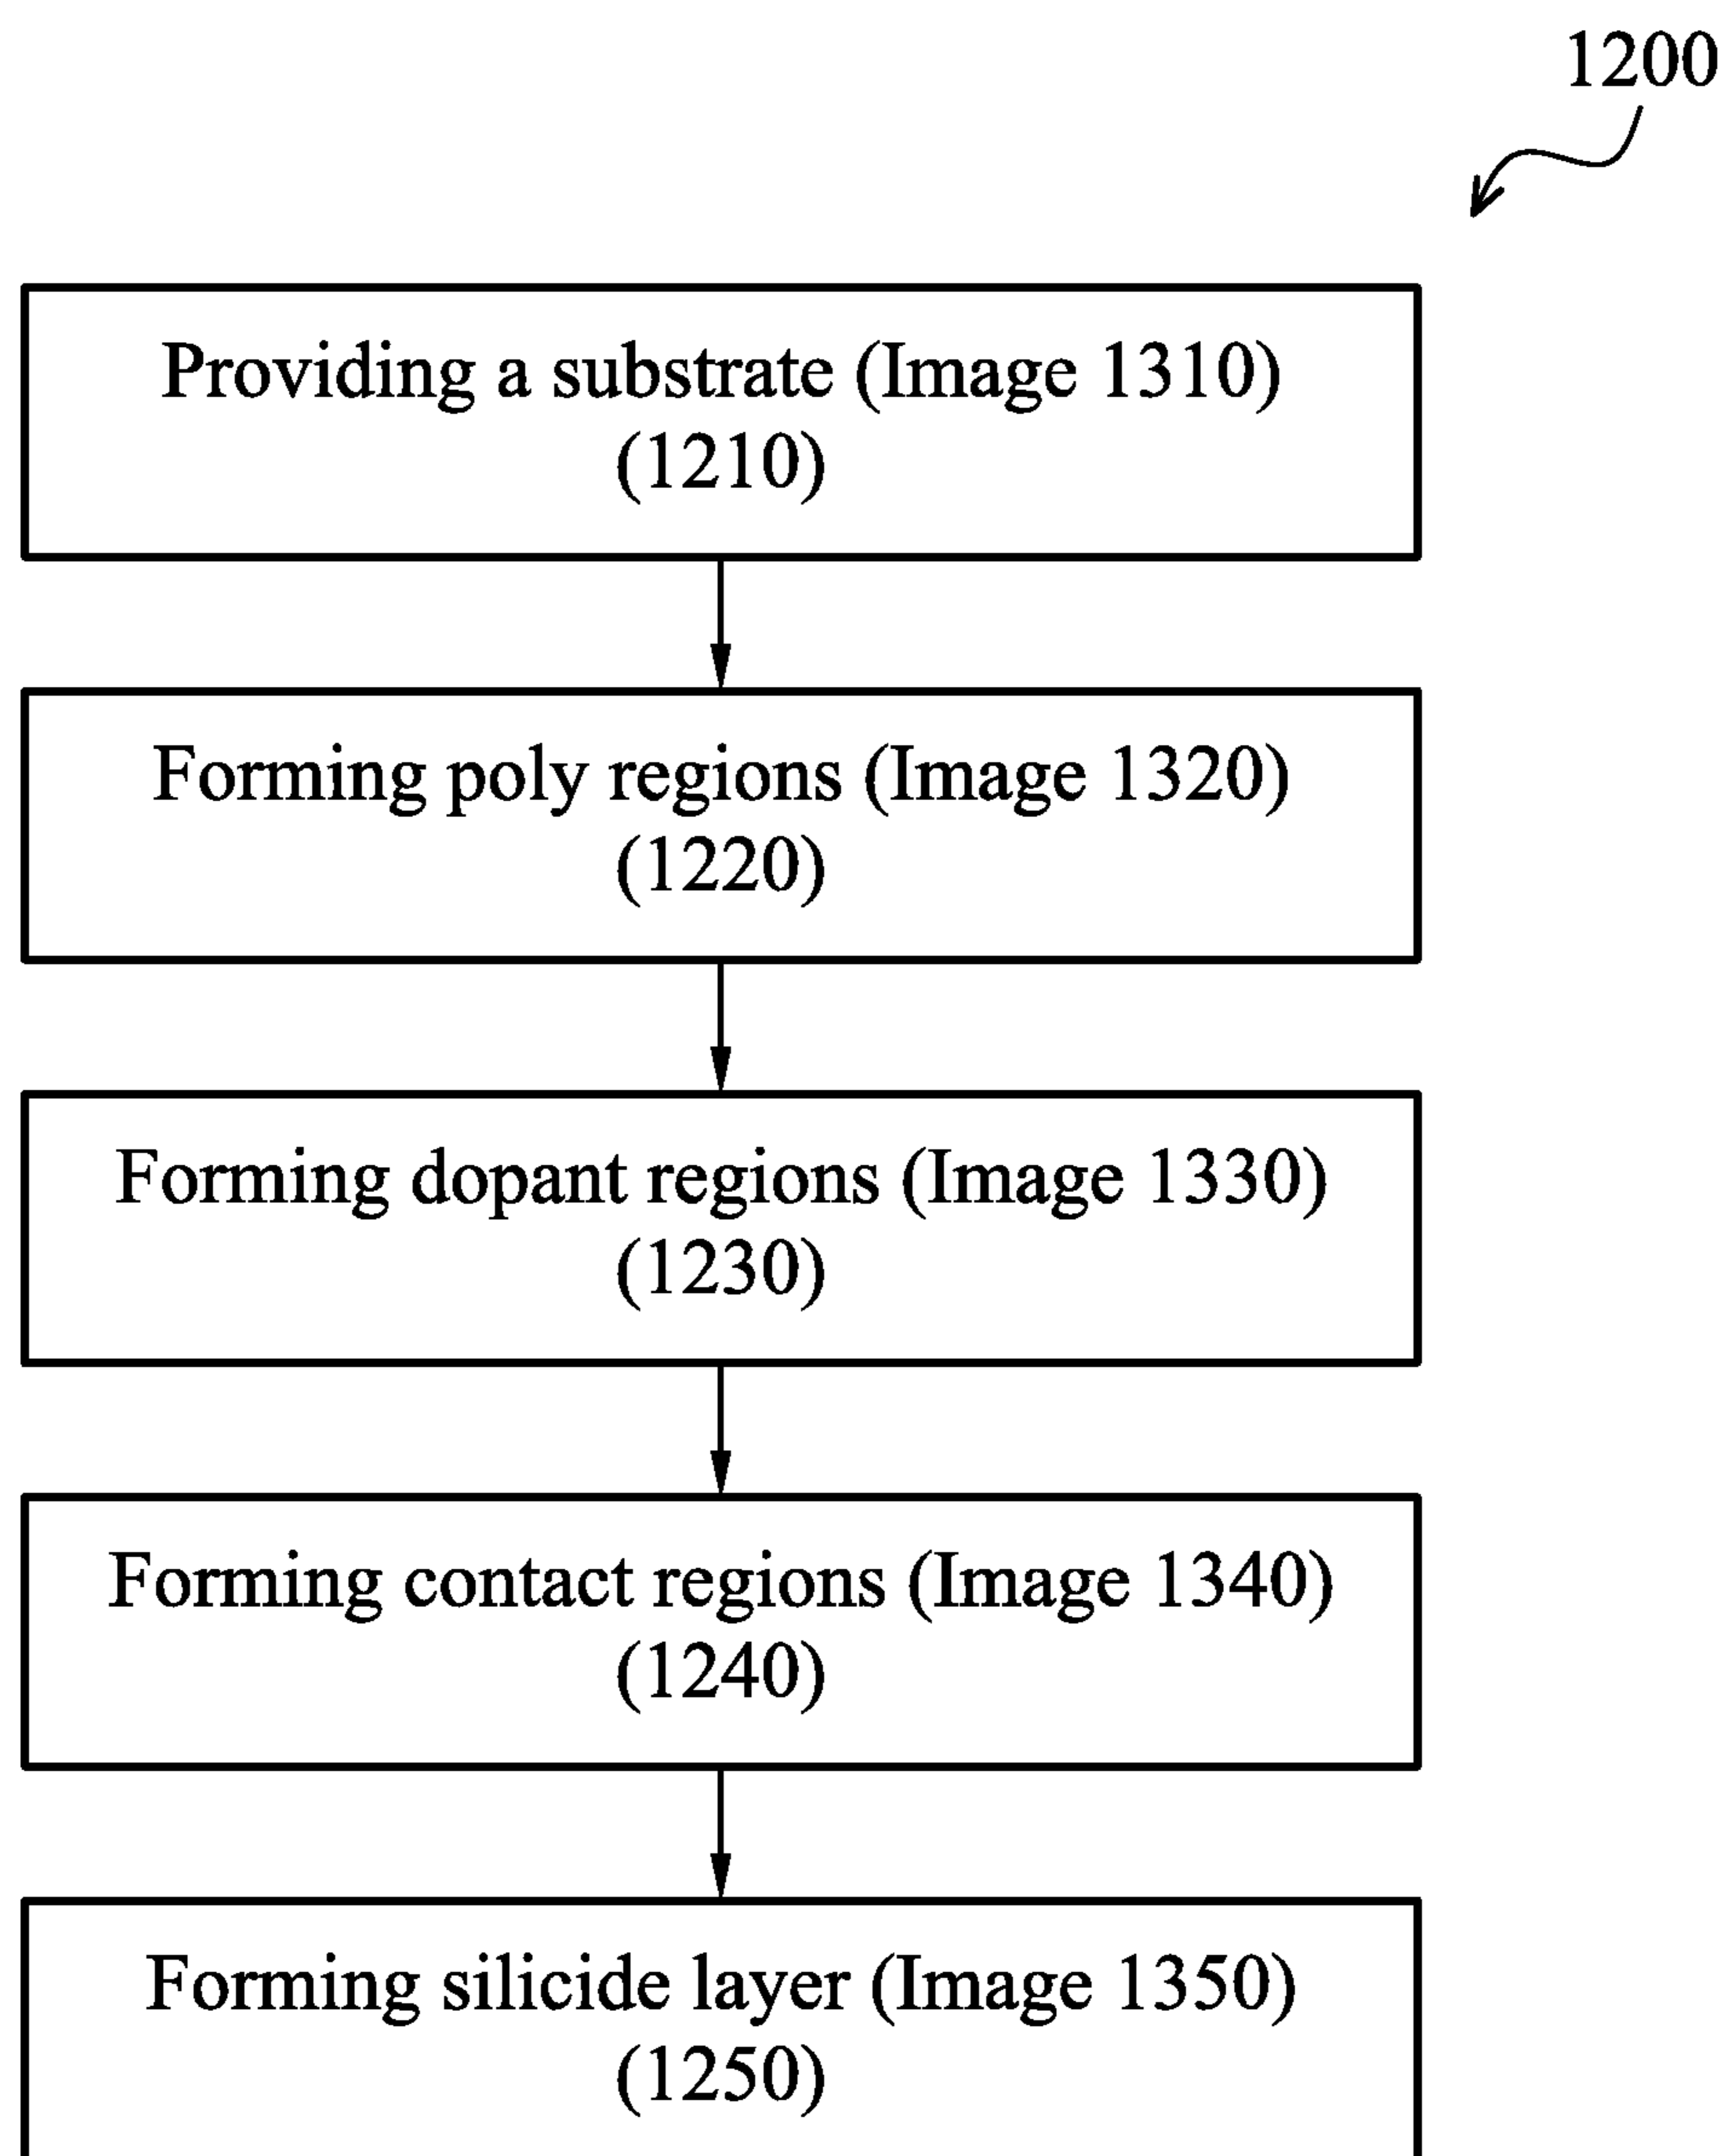 1200
Providing a substrate (Image 1310)
(1210)
Forming poly regions (Image 1320)
(1220)
Forming dopant regions (Image 1330)
(1230)
Forming contact regions (Image 1340)
(1240)
Forming silicide layer (Image 1350)
(1250)